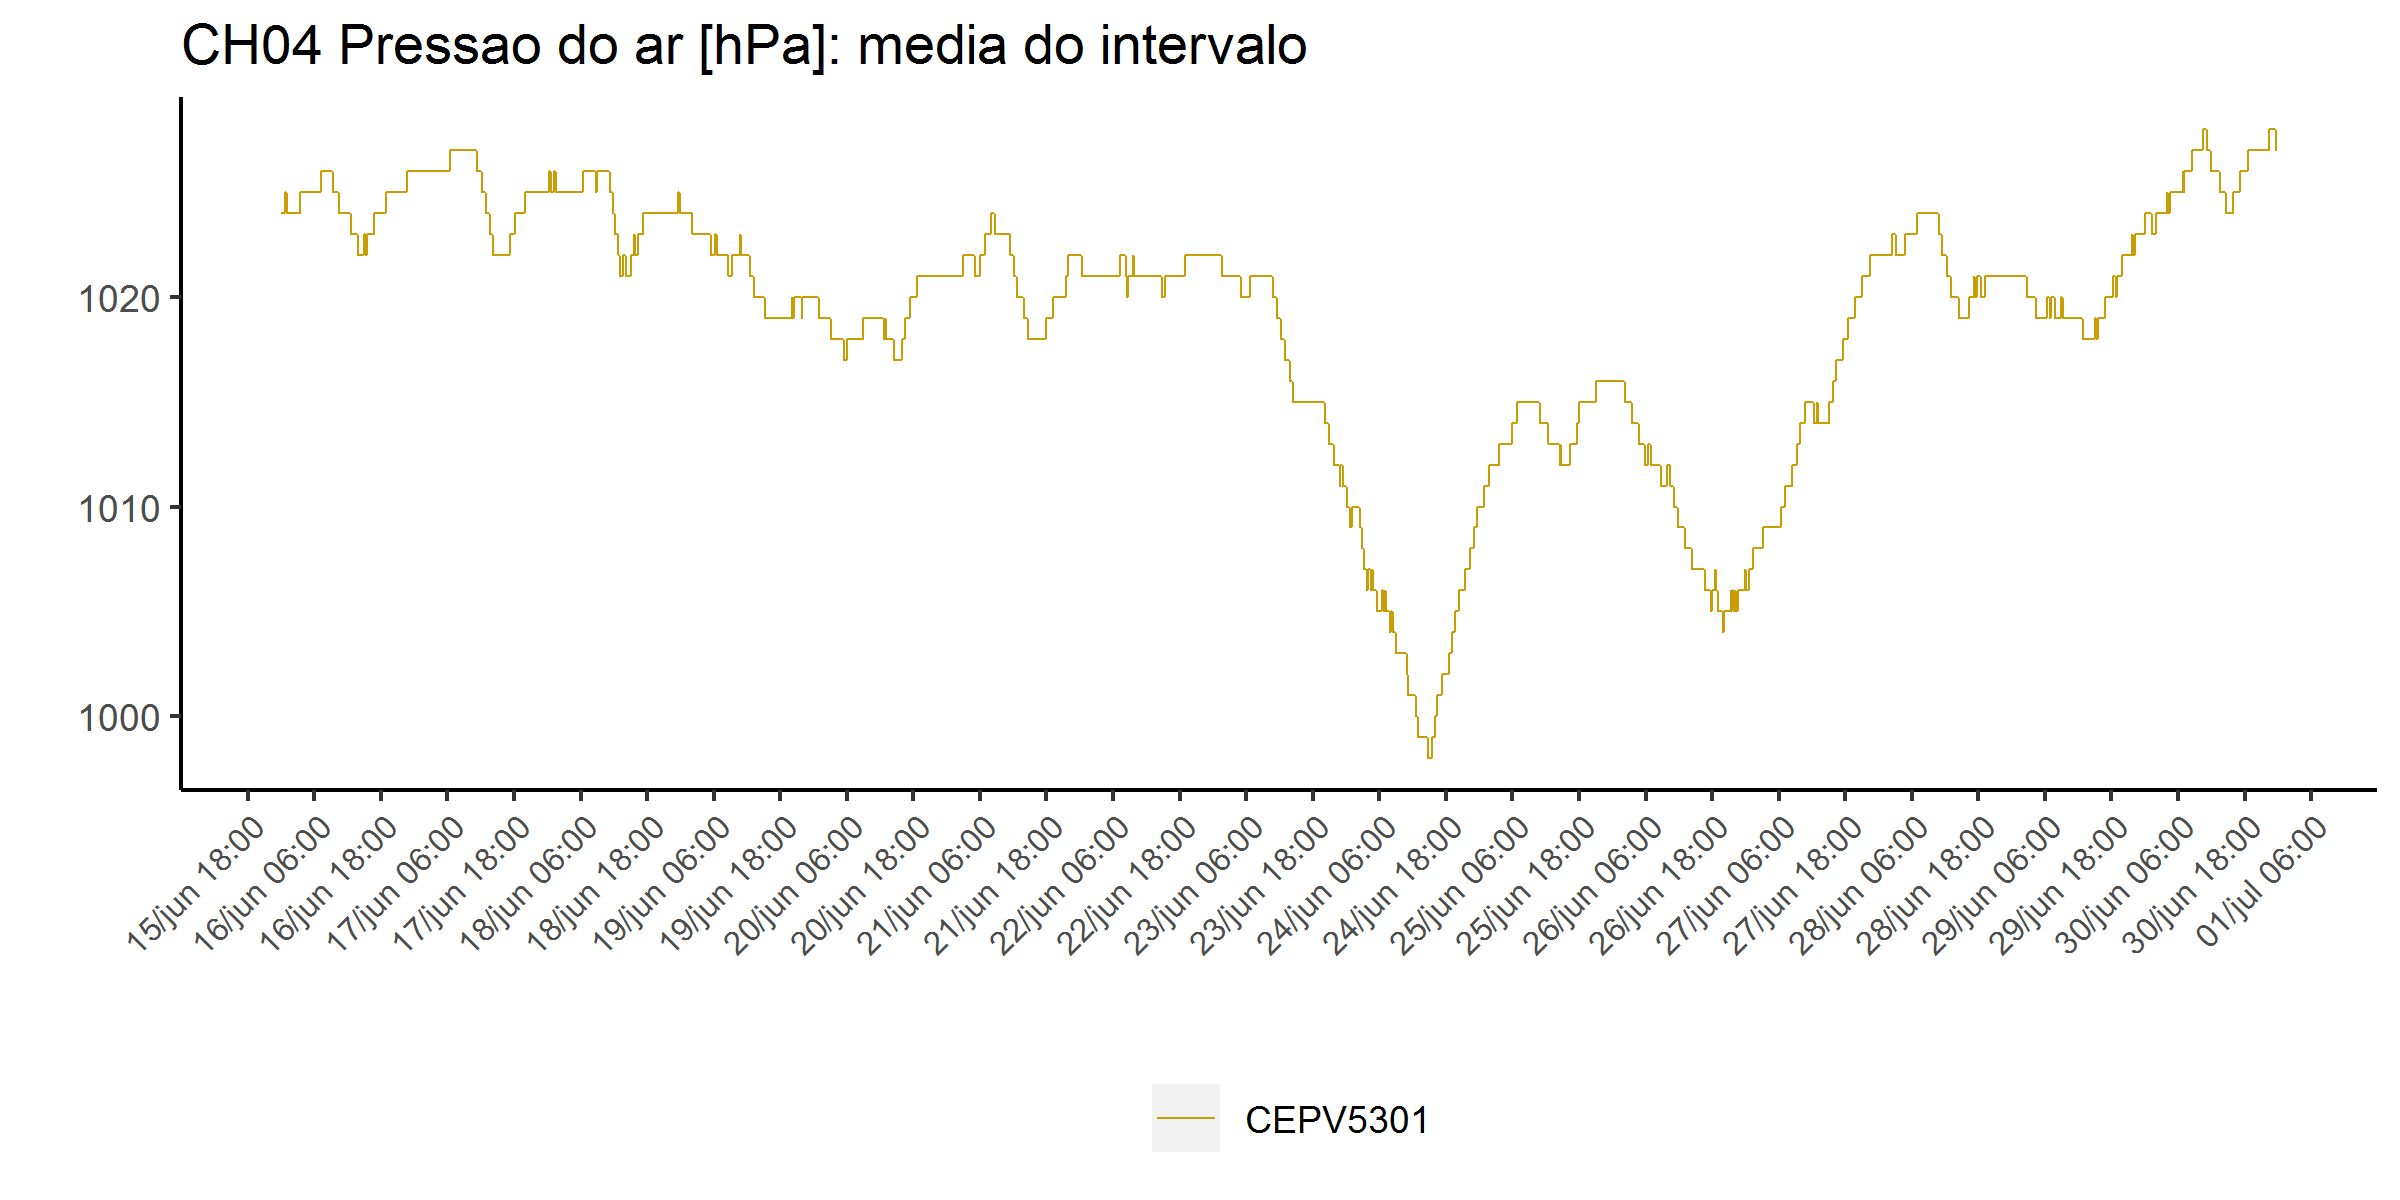 CH04 Pressao do ar [hPa]: media do intervalo
1020
1010
1000
15/jun 18:00
16/jun 06:00
16/jun 18:00
17/jun 06:00
17/jun 18:00
18/jun 06:00
18/jun 18:00
19/jun 06:00
19/jun 18:00
20/jun 06:00
20/jun 18:00
21/jun 06:00
21/jun 18:00
22/jun 06:00
22/jun 18:00
23/jun 06:00
23/jun 18:00
24/jun 06:00
24/jun 18:00
25/jun 06:00
25/jun 18:00
26/jun 06:00
26/jun 18:00
27/jun 06:00
27/jun 18:00
28/jun 06:00
28/jun 18:00
29/jun 06:00
29/jun 18:00
30/jun 06:00
30/jun 18:00
01/jul 06:00
CEPV5301